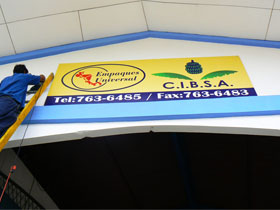 Empaques
Universal
C.I.B.S.A.
Tel:763-6485 / Fax:763-6483